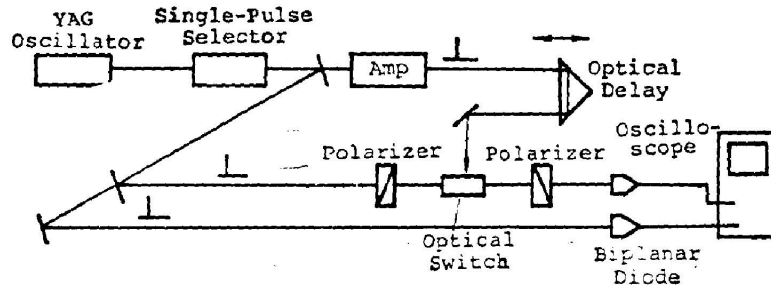 YAG
Oscillator
Single-Pulse
Selector
Amp
Optical
Delay
Oscillo-
scope
Polarizer
Polarizer
Optical
Switch
Biplanar
Diode